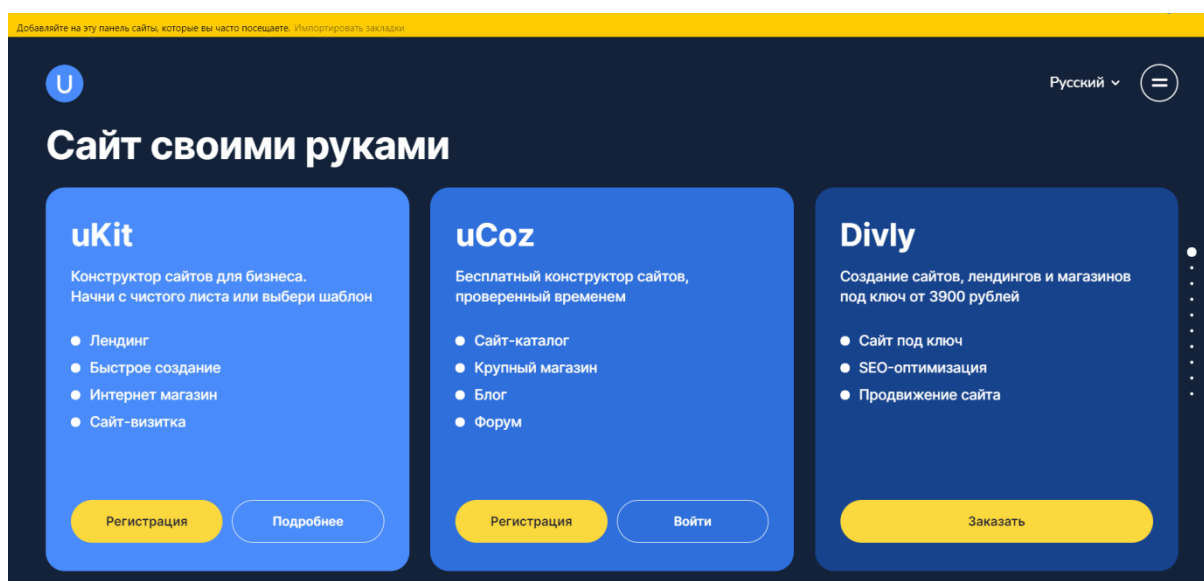 Добавляйте на эту панель сайты, которые вы часто посещаете. Импортировать закладки
U
Русский
Сайт своими руками
uKit
Конструктор сайтов для бизнеса.
Начни с чистого листа или выбери шаблон
Лендинг
Быстрое создание
Интернет магазин
Сайт-визитка
Регистрация
Подробнее
uCoz
Бесплатный конструктор сайтов,
проверенный временем
Сайт-каталог
Крупный магазин
Блог
Форум
Регистрация
Войти
Divly
Создание сайтов, лендингов и магазинов
под ключ от 3900 рублей
Сайт под ключ
SEO-оптимизация
Продвижение сайта
Заказать